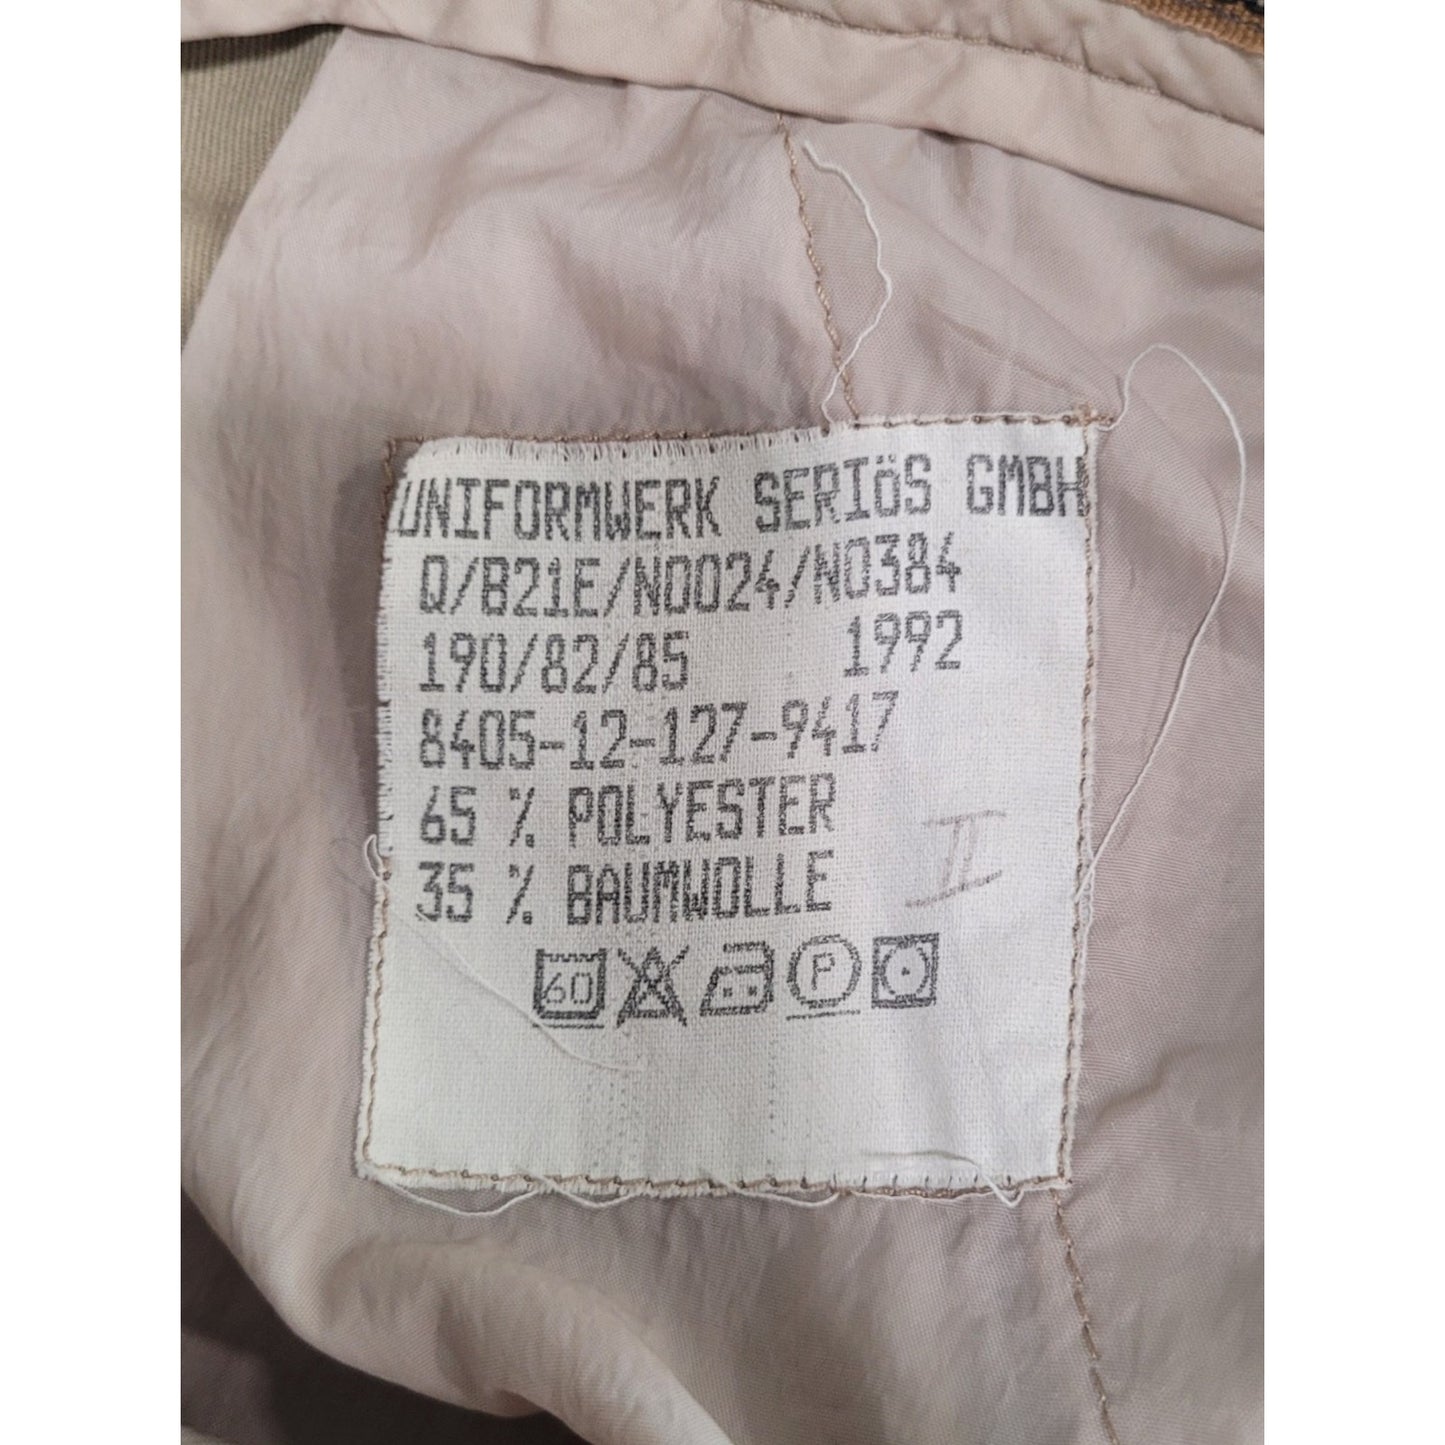 UNIFORMWERK SERIöS GMBH
Q/B21E/N0024/N0384
190/82/85 1992
8405-12-127-9417
65 % POLYESTER
35 % BAUMWOLLE
II
60 P